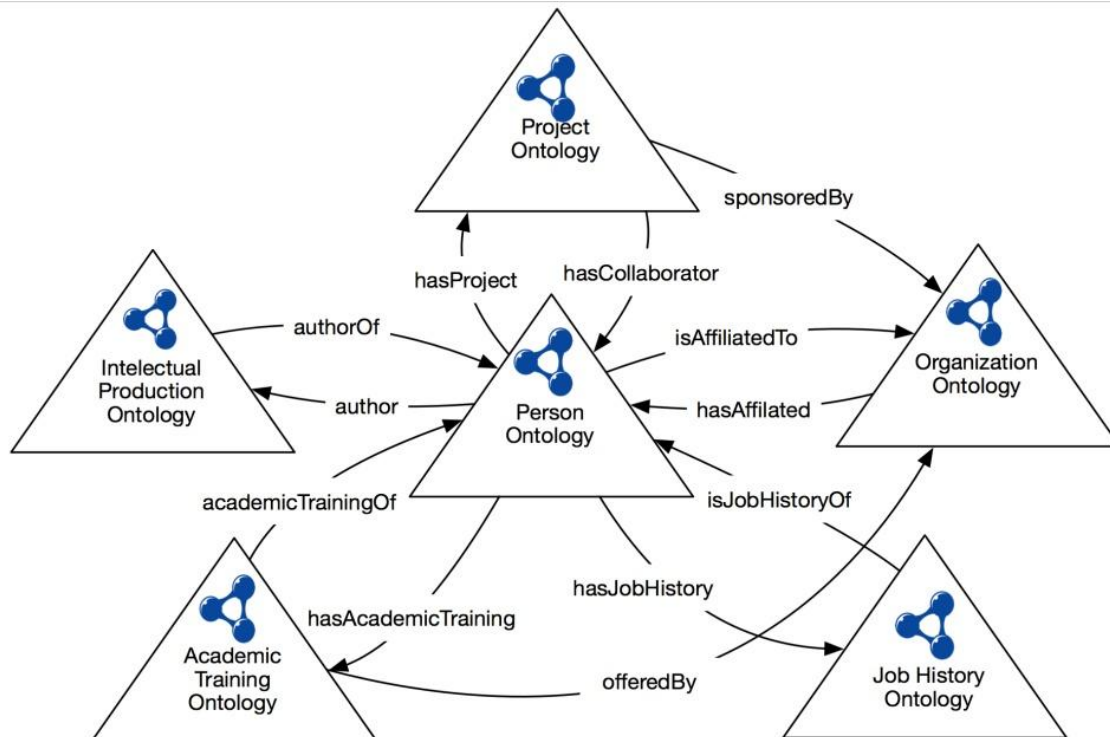 Project
Ontology
sponsoredBy
hasProject
hasCollaborator
authorOf
isAffiliatedTo
Intelectual
Production
Ontology
Organization
Ontology
author
Person
Ontology
hasAffilated
academicTrainingOf
isJobHistoryOf
hasAcademicTraining
hasJobHistory
Academic
Training
Ontology
offeredBy
Job History
Ontology